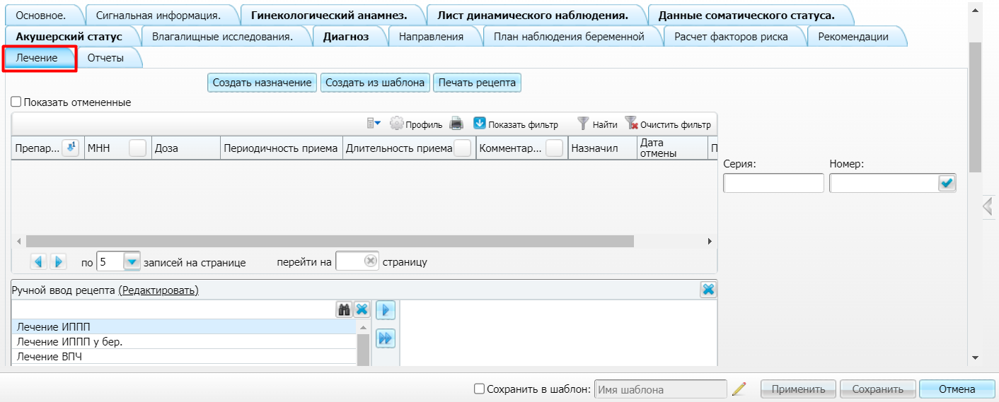 Основное. Сигнальная информация. Гинекологический анамнез. Лист динамического наблюдения. Данные соматического статуса.
Акушерский статус Влагалищные исследования. Диагноз Направления План наблюдения беременной Расчет факторов риска Рекомендации
Лечение Отчеты
Создать назначение Создать из шаблона Печать рецепта
Показать отмененные
Профиль Показать фильтр Найти Очистить фильтр
Препар... 1 МНН Доза Периодичность приема Длительность приема Комментар... Назначил Дата отмены П
Серия: Номер:
по 5 записей на странице перейти на страницу
Ручной ввод рецепта (Редактировать)
Лечение ИППП
Лечение ИППП у бер.
Лечение ВПЧ
Сохранить в шаблон: Имя шаблона Применить Сохранить Отмена